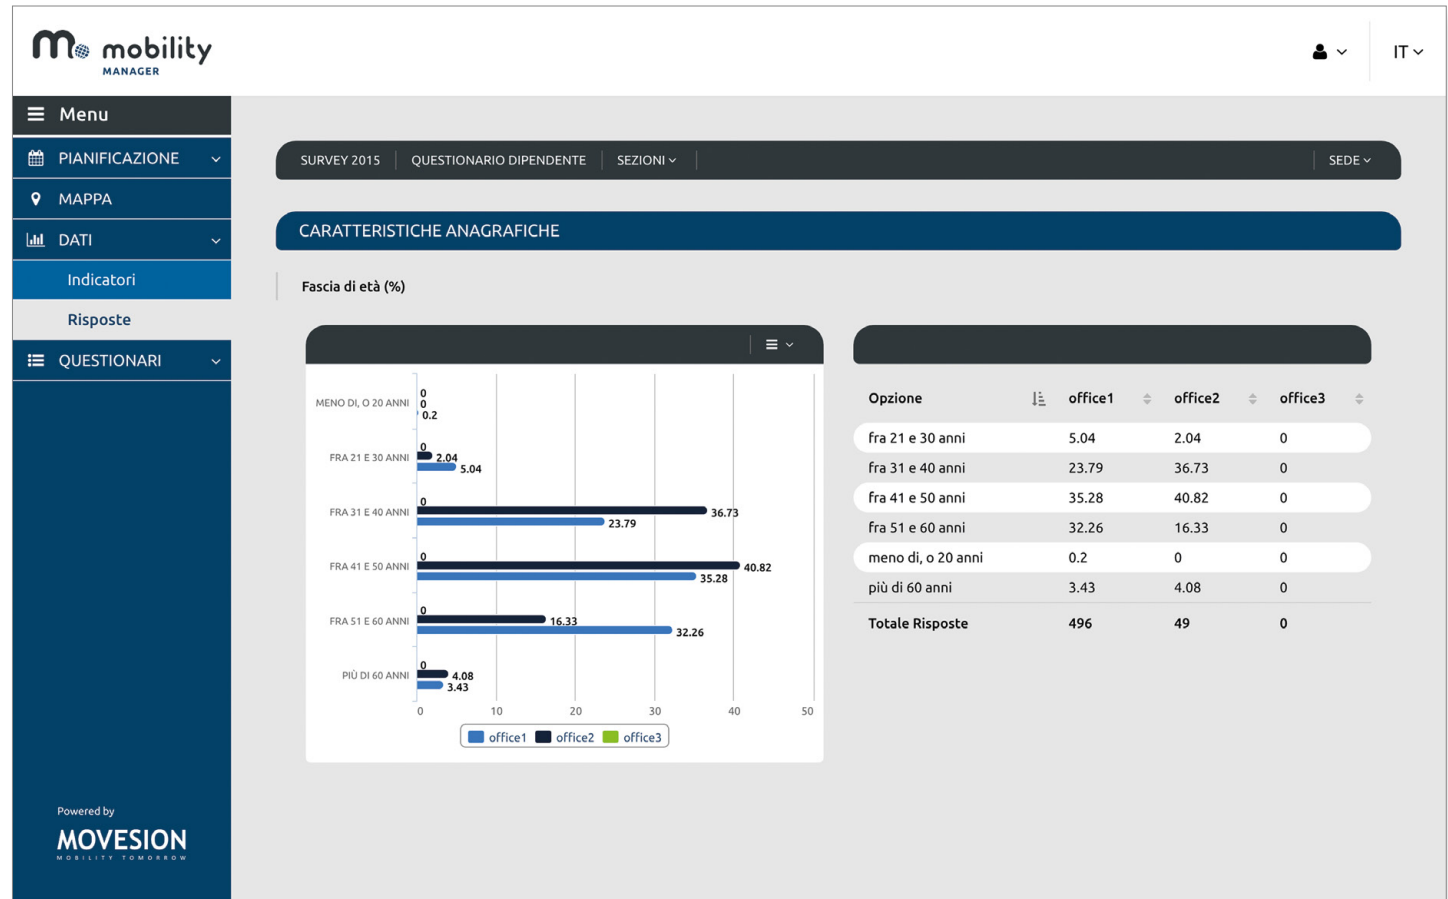 mobility
MANAGER
IT
Menu
PIANIFICAZIONE
MAPPA
DATI
Indicatori
Risposte
QUESTIONARI
Powered by
MOVESION
MOBILITY TOMORROW
SURVEY 2015 QUESTIONARIO DIPENDENTE SEZIONI SEDE
CARATTERISTICHE ANAGRAFICHE
Fascia di età (%)
MENO DI, O 20 ANNI 0 0 0.2
FRA 21 E 30 ANNI 0 2.04 5.04
FRA 31 E 40 ANNI 0 36.73 23.79
FRA 41 E 50 ANNI 0 40.82 35.28
FRA 51 E 60 ANNI 0 16.33 32.26
PIÙ DI 60 ANNI 0 4.08 3.43
0 10 20 30 40 50
office1 office2 office3
Opzione office1 office2 office3
fra 21 e 30 anni 5.04 2.04 0
fra 31 e 40 anni 23.79 36.73 0
fra 41 e 50 anni 35.28 40.82 0
fra 51 e 60 anni 32.26 16.33 0
meno di, o 20 anni 0.2 0 0
più di 60 anni 3.43 4.08 0
Totale Risposte 496 49 0